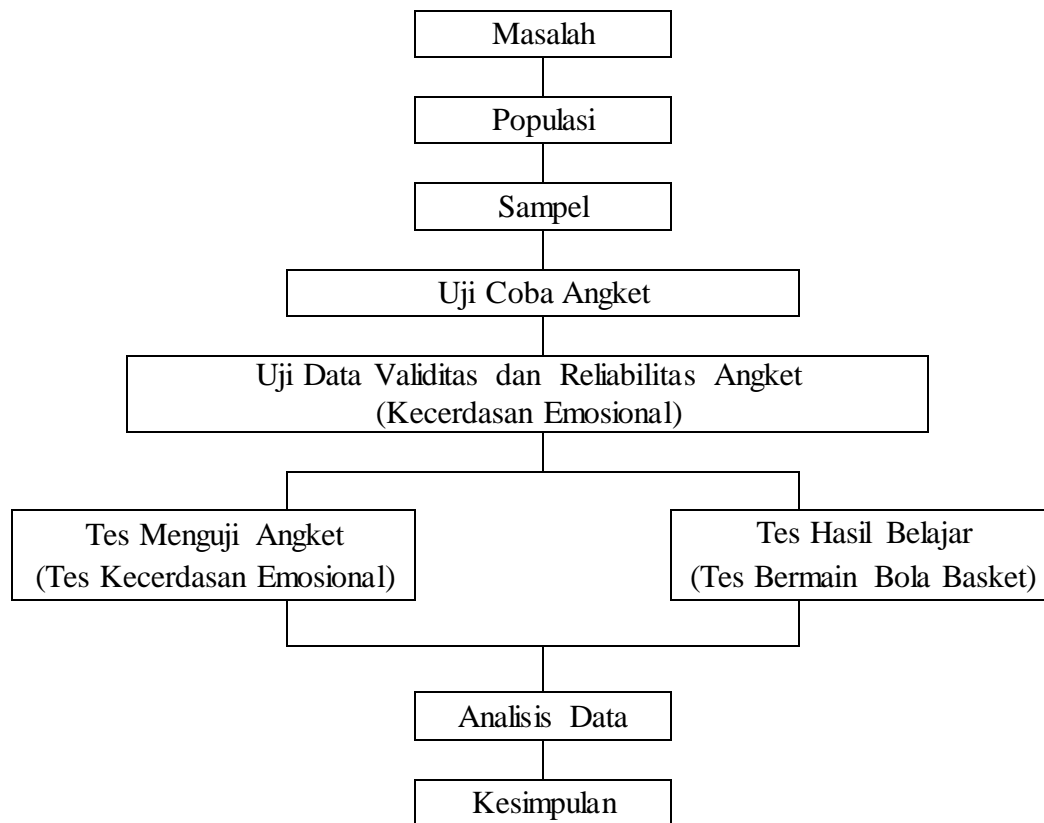 Masalah
Populasi
Sampel
Uji Coba Angket
Uji Data Validitas dan Reliabilitas Angket
(Kecerdasan Emosional)
Tes Menguji Angket
(Tes Kecerdasan Emosional)
Tes Hasil Belajar
(Tes Bermain Bola Basket)
Analisis Data
Kesimpulan